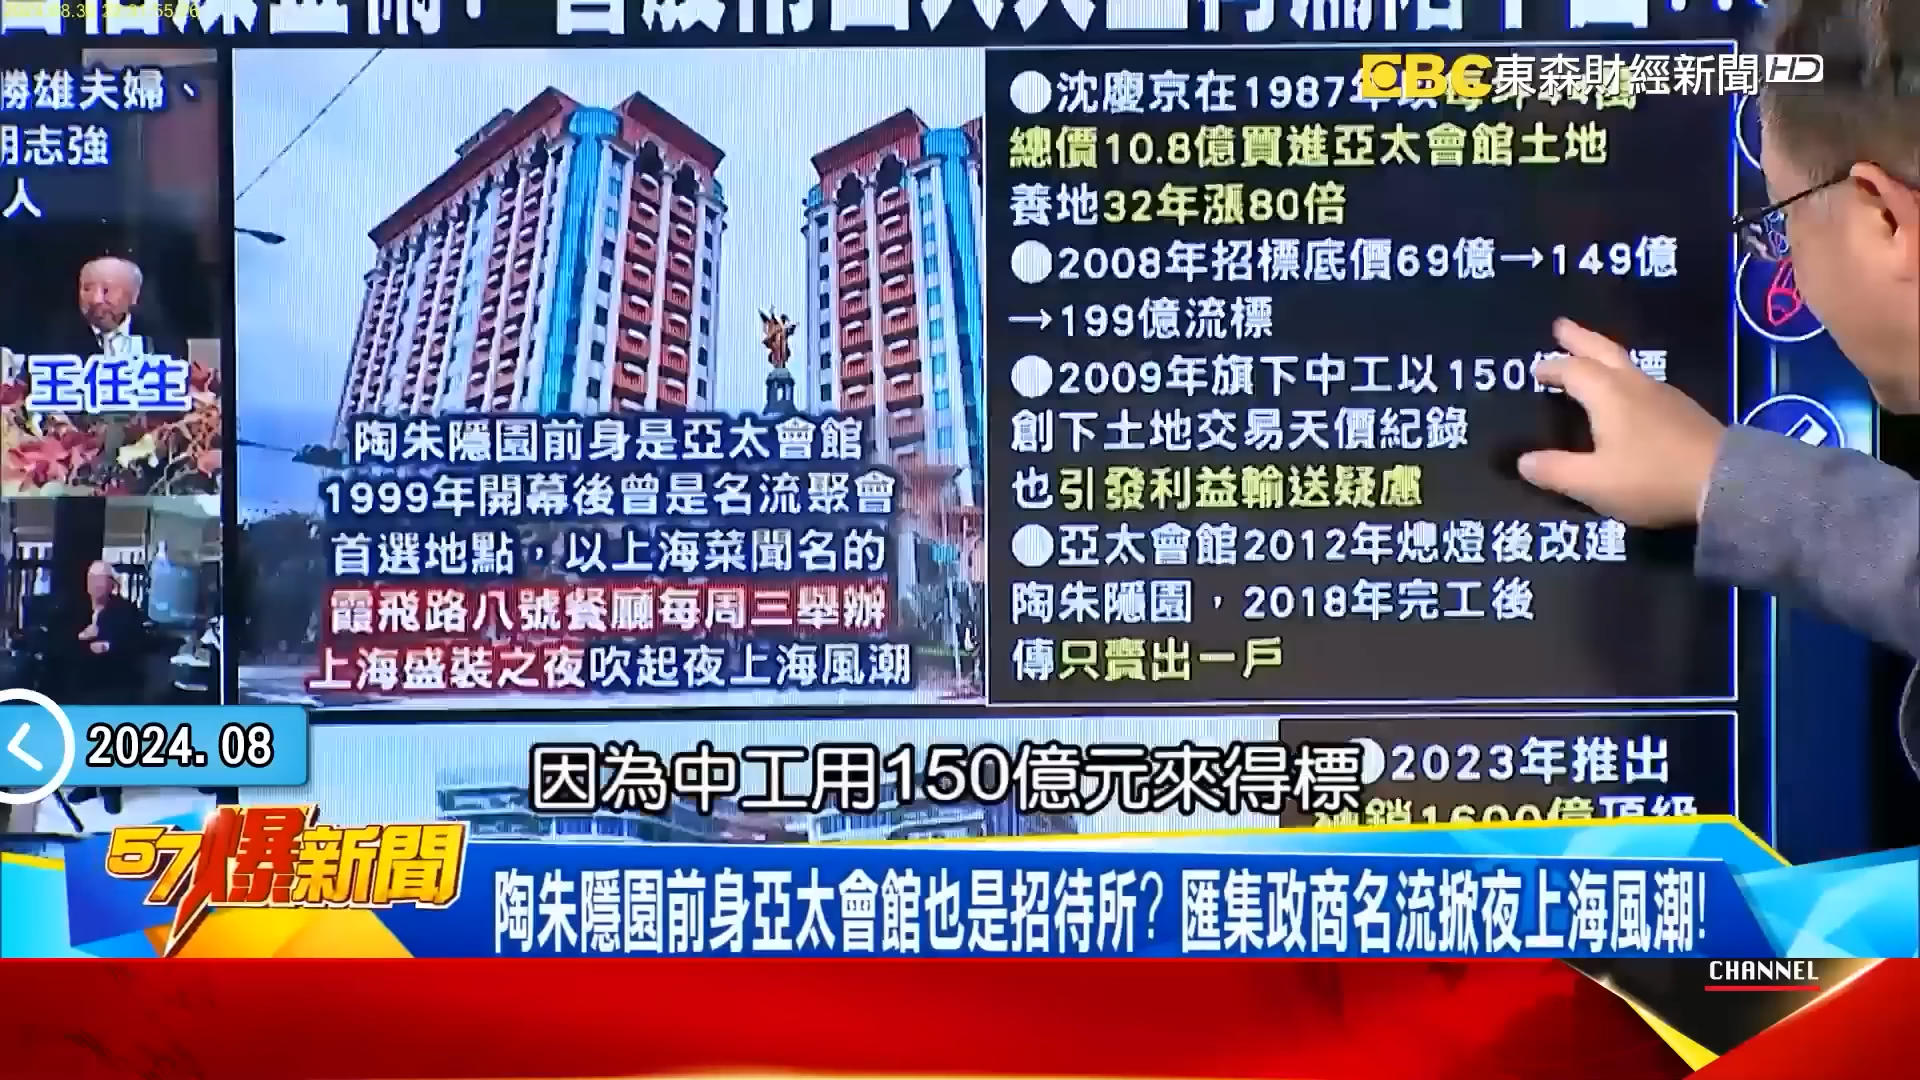 EBC東森財經新聞HD
勝雄夫婦、
胡志強
人
王任生
陶朱隱園前身是亞太會館
1999年開幕後曾是名流聚會
首選地點，以上海菜聞名的
霞飛路八號餐廳每周三舉辦
上海盛裝之夜吹起夜上海風潮
●沈慶京在1987年以每坪
總價10.8億買進亞太會館土地
養地32年漲80倍
●2008年招標底價69億→149億
→199億流標
●2009年旗下中工以150億 標
創下土地交易天價紀錄
也引發利益輸送疑慮
●亞太會館2012年熄燈後改建
陶朱隱園，2018年完工後
傳只賣出一戶
2024.08
因為中工用150億元來得標
2023年推出
總銷1600億頂級
57爆新聞
陶朱隱園前身亞太會館也是招待所? 匯集政商名流掀夜上海風潮!
CHANNEL